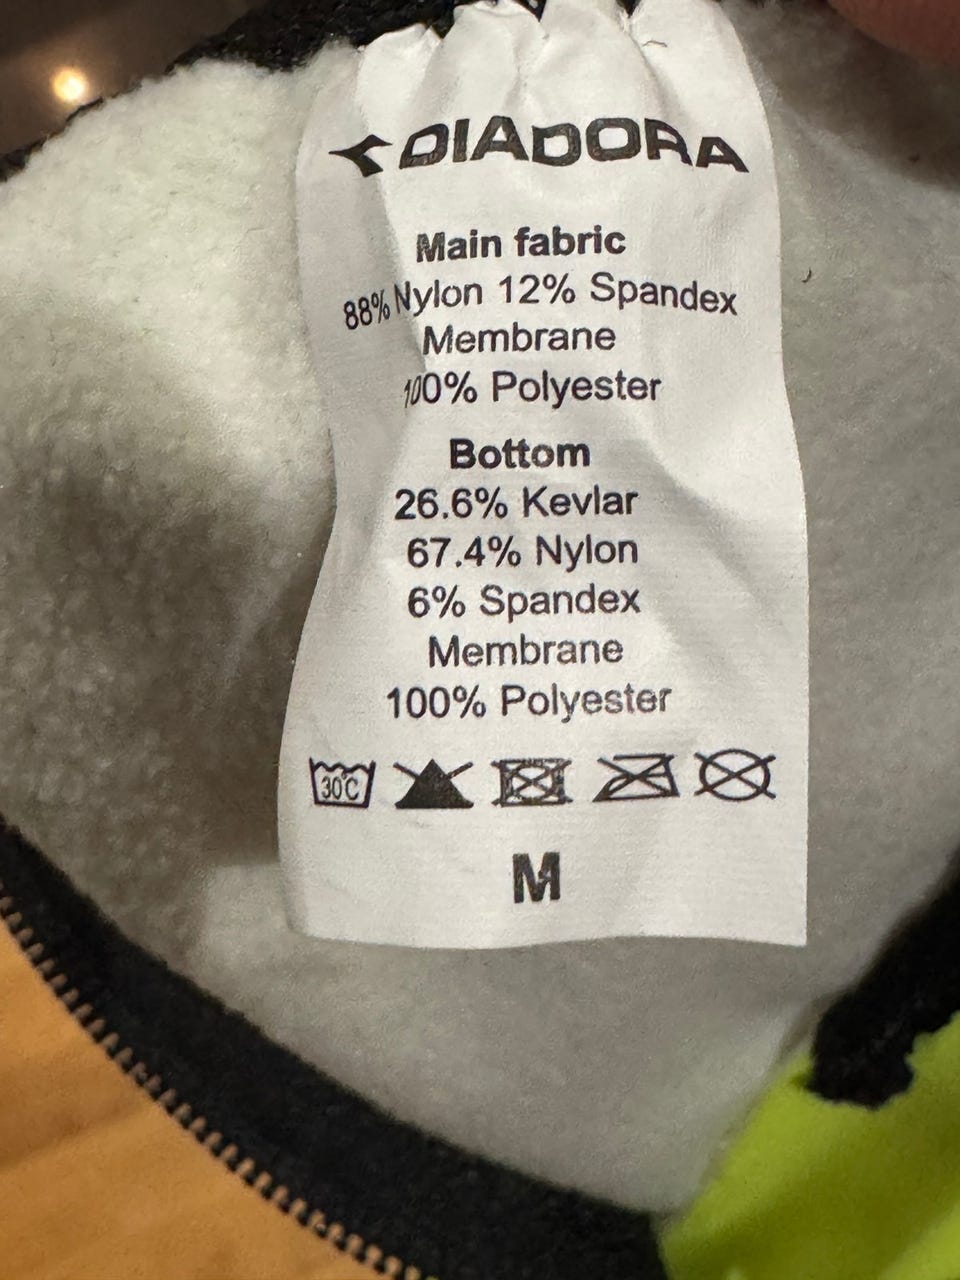 DIADORA
Main fabric
88% Nylon 12% Spandex
Membrane
100% Polyester
Bottom
26.6% Kevlar
67.4% Nylon
6% Spandex
Membrane
100% Polyester
30°C
M